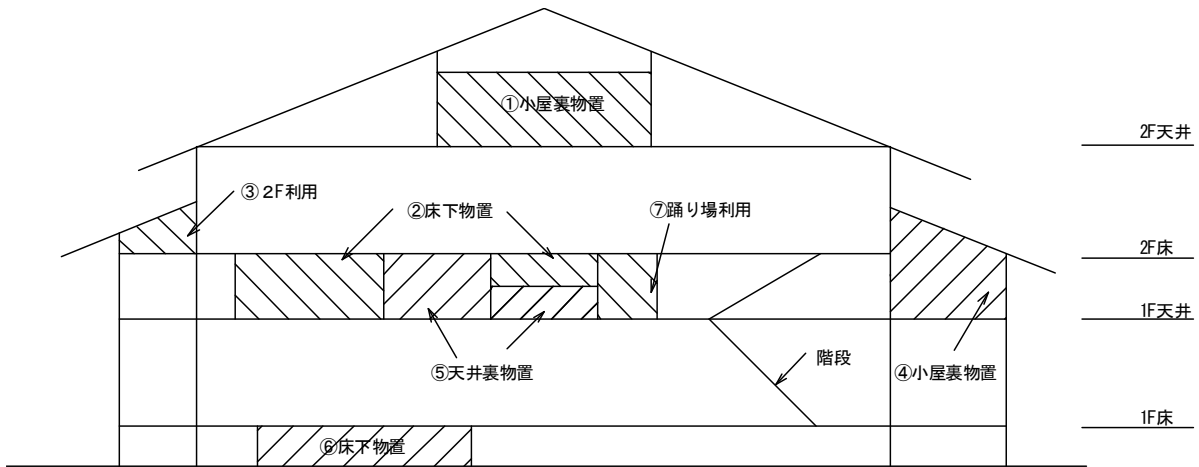 ①小屋裏物置
2F天井
③２F利用
②床下物置
⑦踊り場利用
2F床
1F天井
⑤天井裏物置
階段
④小屋裏物置
1F床
⑥床下物置